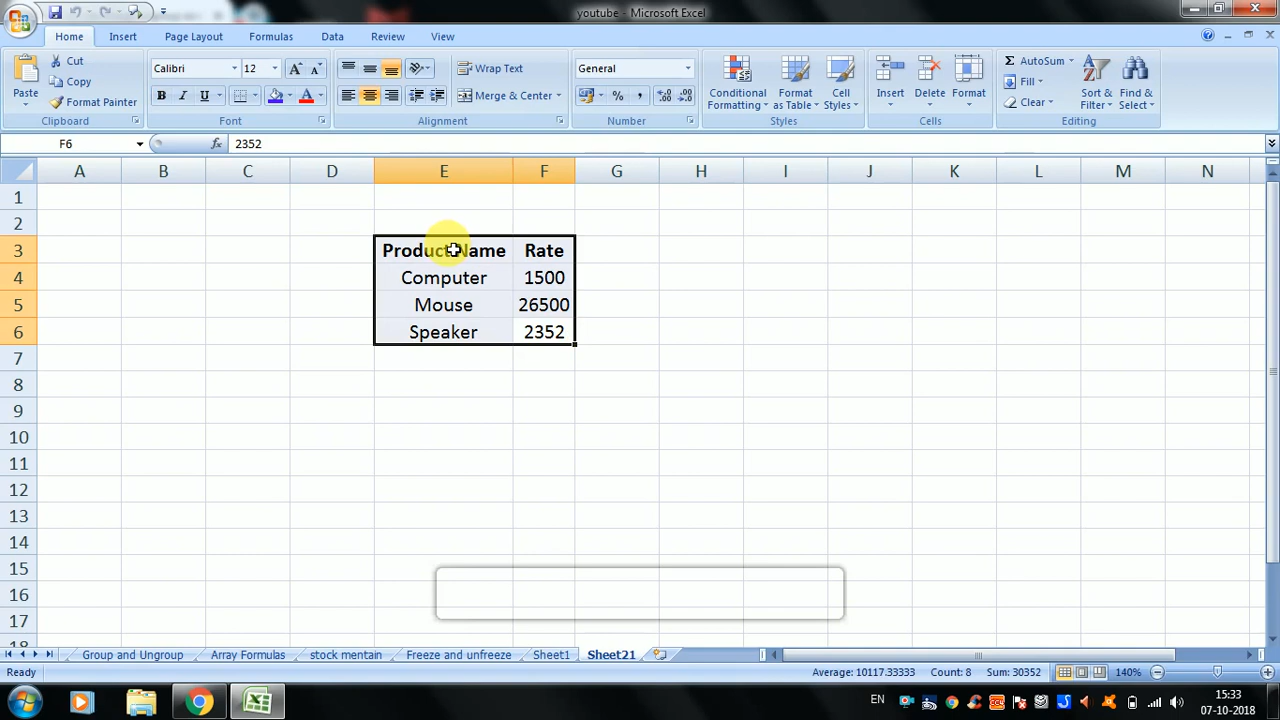 youtube - Microsoft Excel
Home Insert Page Layout Formulas Data Review View
Paste
Cut
Copy
Format Painter
Clipboard
Calibri 12
B I U
Font
Wrap Text
Merge & Center
Alignment
General
Number
Conditional Formatting
Format as Table
Cell Styles
Styles
Insert
Delete
Format
Cells
AutoSum
Fill
Clear
Sort & Filter
Find & Select
Editing
F6 fx 2352
A B C D E F G H I J K L M N
1
2
3 Product Name Rate
4 Computer 1500
5 Mouse 26500
6 Speaker 2352
7
8
9
10
11
12
13
14
15
16
17
18
Group and Ungroup Array Formulas stock mentain Freeze and unfreeze Sheet1 Sheet21
Ready Average: 10117.33333 Count: 8 Sum: 30352 140%
EN 15:33
07-10-2018